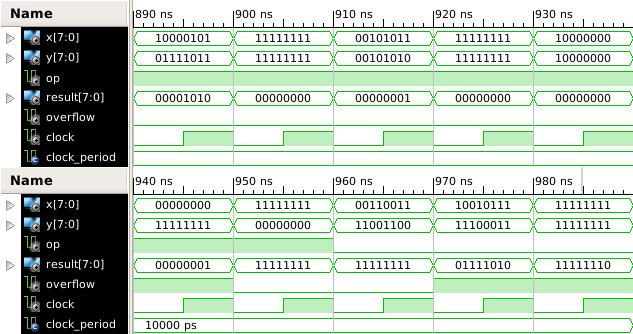 Name 890 ns 900 ns 910 ns 920 ns 930 ns
x[7:0] 10000101 11111111 00101011 11111111 10000000
y[7:0] 01111011 11111111 00101010 11111111 10000000
op
result[7:0] 00001010 00000000 00000001 00000000 00000000
overflow
clock
clock_period
Name 940 ns 950 ns 960 ns 970 ns 980 ns
x[7:0] 00000000 11111111 00110011 10010111 11111111
y[7:0] 11111111 00000000 11001100 11100011 11111111
op
result[7:0] 00000001 11111111 11111111 01111010 11111110
overflow
clock
clock_period 10000 ps